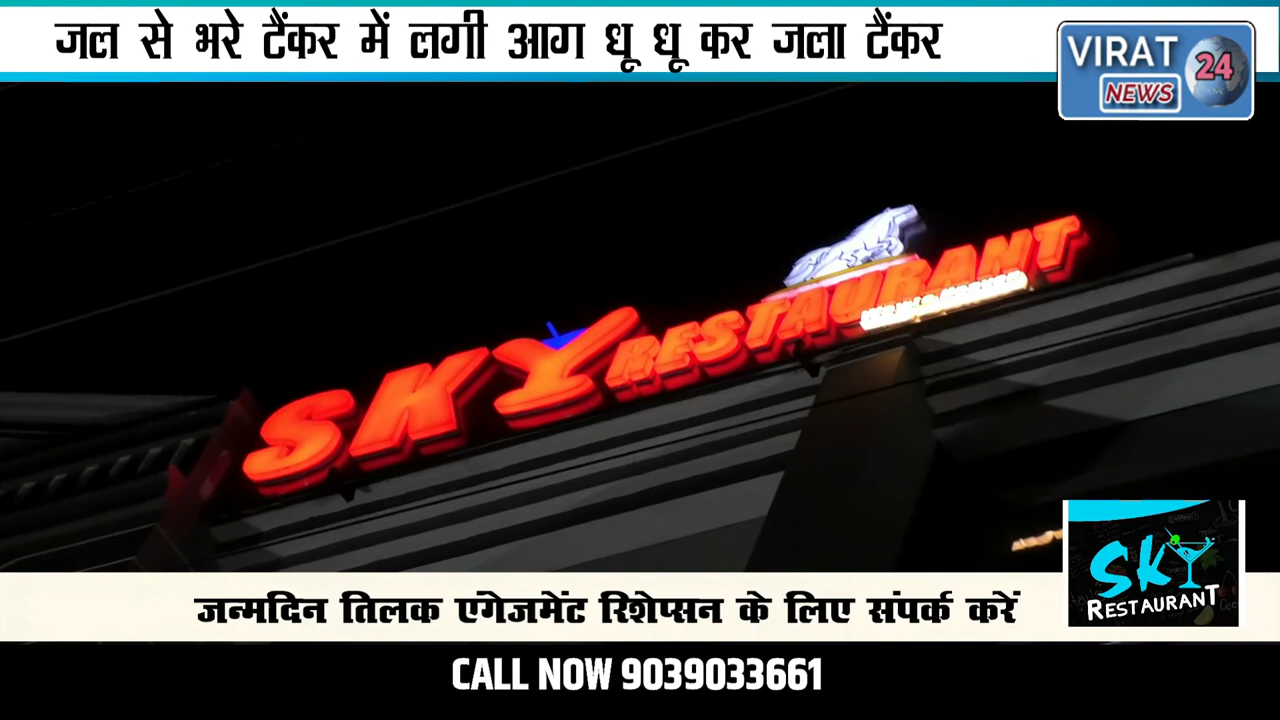 जल से भरे टैंकर में लगी आग धू धू कर जला टैंकर
VIRAT
24
NEWS
SKY RESTAURANT
SKY
RESTAURANT
जन्मदिन तिलक एंगेजमेंट रिशेप्सन के लिए संपर्क करें
CALL NOW 9039033661